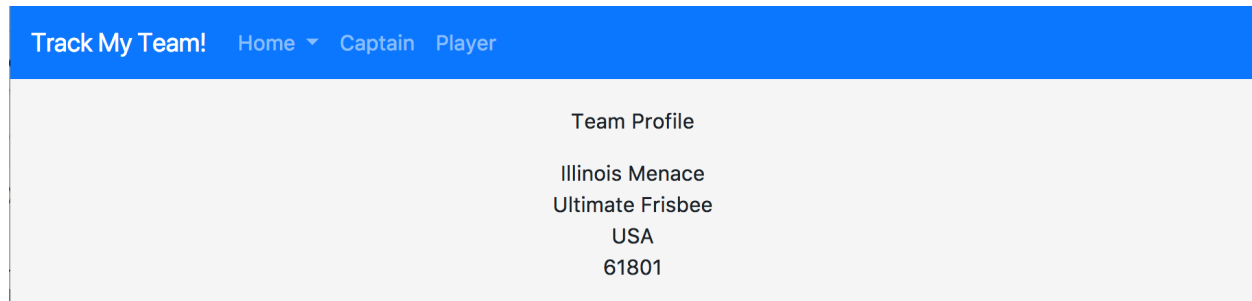 Track My Team! Home Captain Player
Team Profile
Illinois Menace
Ultimate Frisbee
USA
61801